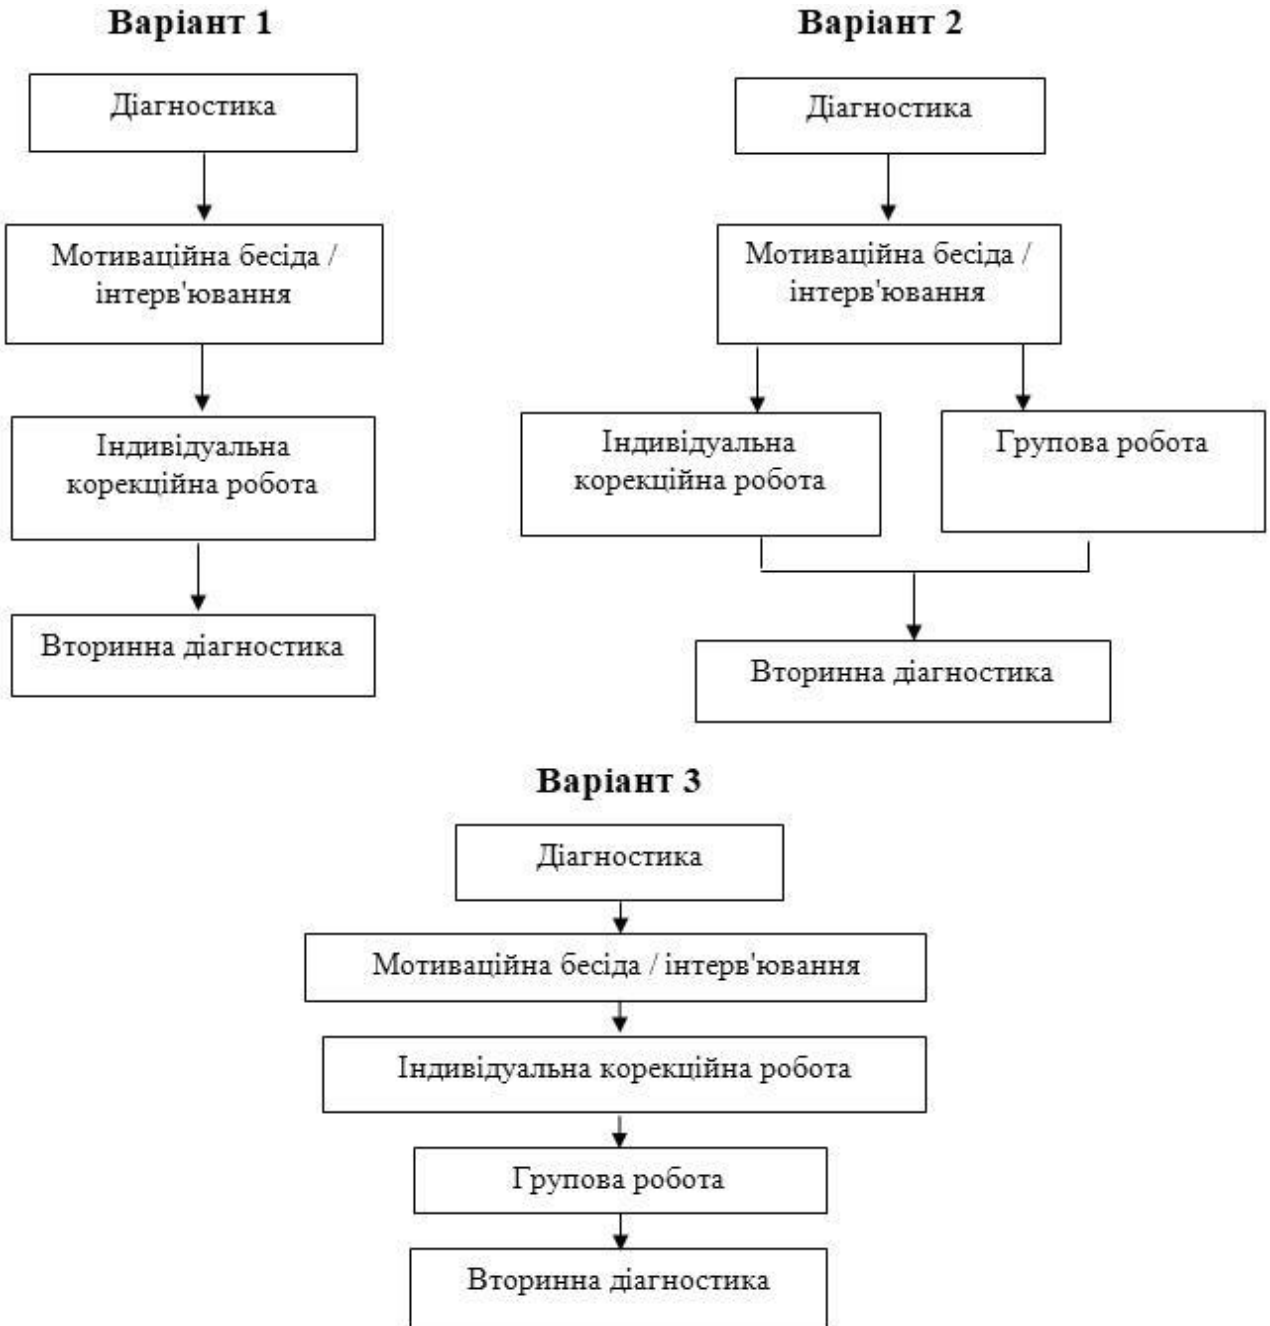 Варіант 1
Діагностика
Мотиваційна бесіда /
інтерв'ювання
Індивідуальна
корекційна робота
Вторинна діагностика
Варіант 2
Діагностика
Мотиваційна бесіда /
інтерв'ювання
Індивідуальна
корекційна робота
Групова робота
Вторинна діагностика
Варіант 3
Діагностика
Мотиваційна бесіда / інтерв'ювання
Індивідуальна корекційна робота
Групова робота
Вторинна діагностика